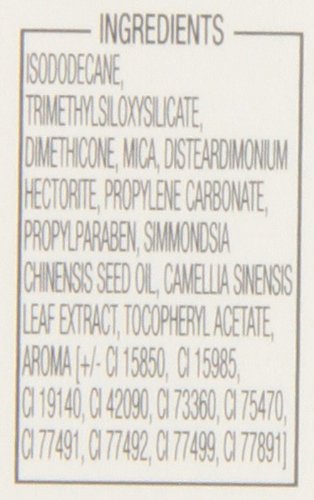 INGREDIENTS
ISODODECANE,
TRIMETHYLSILOXYSILICATE,
DIMETHICONE, MICA, DISTEARDIMONIUM
HECTORITE, PROPYLENE CARBONATE,
PROPYLPARABEN, SIMMONDSIA
CHINENSIS SEED OIL, CAMELLIA SINENSIS
LEAF EXTRACT, TOCOPHERYL ACETATE,
AROMA [+/- CI 15850, CI 15985,
CI 19140, CI 42090, CI 73360, CI 75470,
CI 77491, CI 77492, CI 77499, CI 77891]